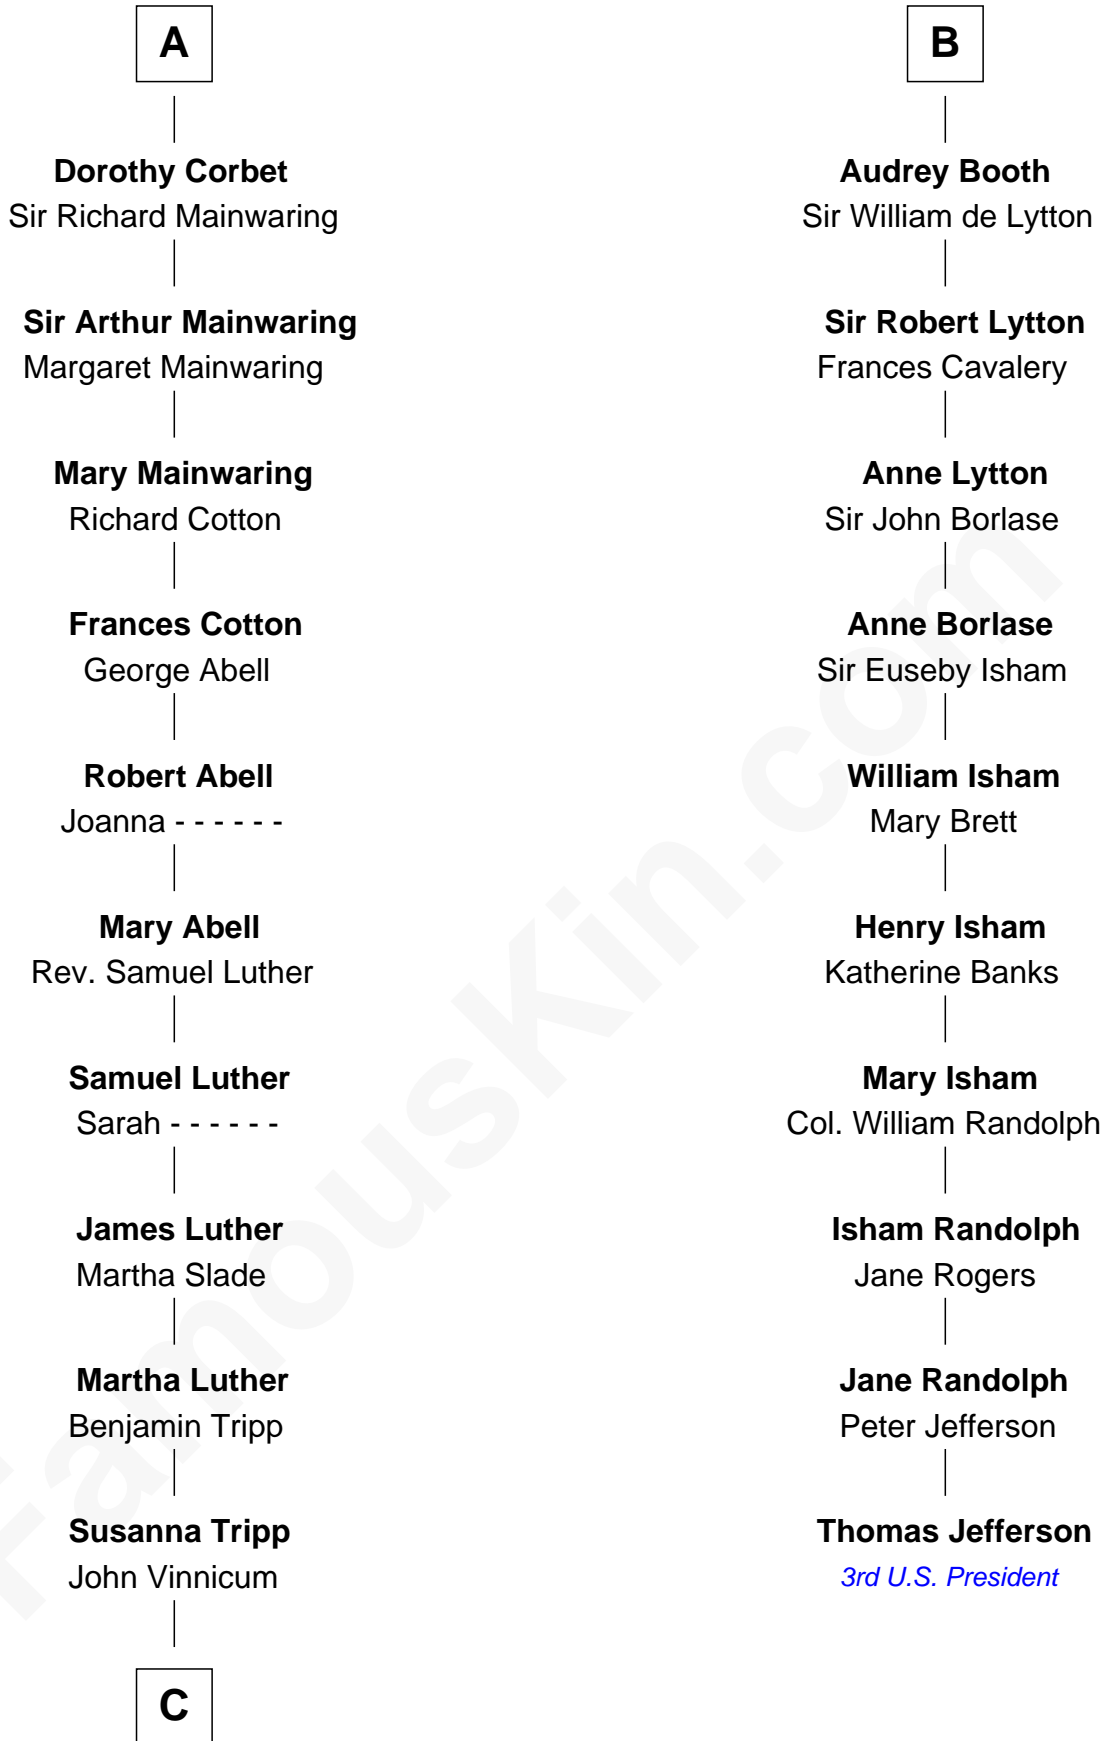 A
Dorothy Corbet
Sir Richard Mainwaring
Sir Arthur Mainwaring
Margaret Mainwaring
Mary Mainwaring
Richard Cotton
Frances Cotton
George Abell
Robert Abell
Joanna - - - - - -
Mary Abell
Rev. Samuel Luther
Samuel Luther
Sarah - - - - - -
James Luther
Martha Slade
Martha Luther
Benjamin Tripp
Susanna Tripp
John Vinnicum
C
B
Audrey Booth
Sir William de Lytton
Sir Robert Lytton
Frances Cavalery
Anne Lytton
Sir John Borlase
Anne Borlase
Sir Euseby Isham
William Isham
Mary Brett
Henry Isham
Katherine Banks
Mary Isham
Col. William Randolph
Isham Randolph
Jane Rogers
Jane Randolph
Peter Jefferson
Thomas Jefferson
3rd U.S. President
FamousKin.com